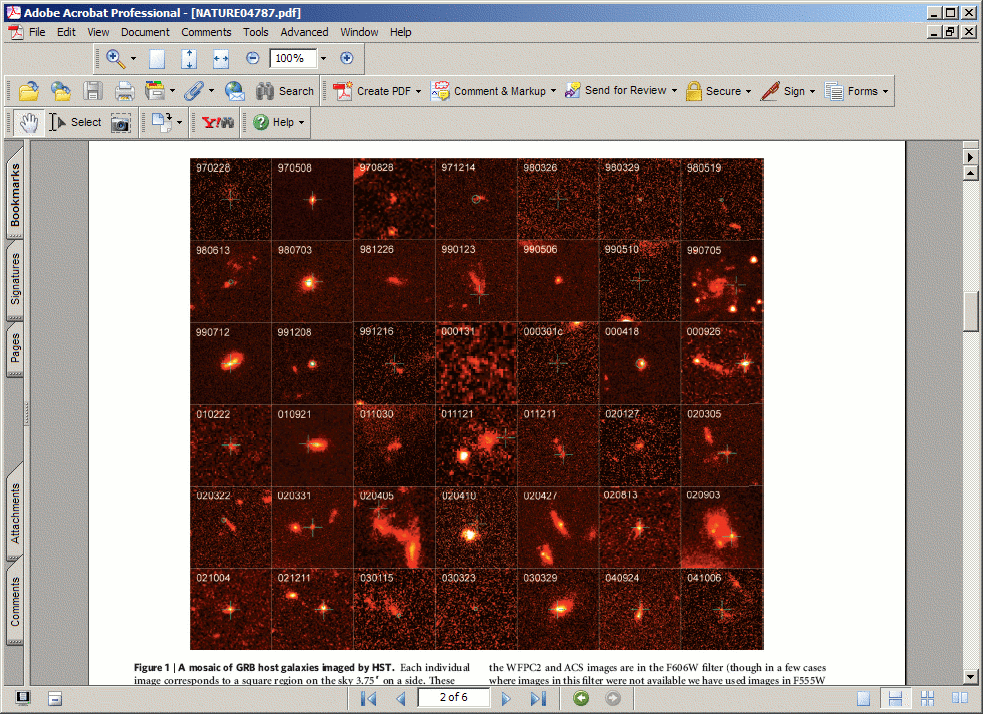 Adobe Acrobat Professional - [NATURE04787.pdf]
File Edit View Document Comments Tools Advanced Window Help
100%
Search Create PDF Comment & Markup Send for Review Secure Sign Forms
Select Y! Help
Bookmarks
Signatures
Pages
Attachments
Comments
970228 970508 970828 971214 980326 980329 980519
980613 980703 981226 990123 990506 990510 990705
990712 991208 991216 000131 000301c 000418 000926
010222 010921 011030 011121 011211 020127 020305
020322 020331 020405 020410 020427 020813 020903
021004 021211 030115 030323 030329 040924 041006
Figure 1 | A mosaic of GRB host galaxies imaged by HST. Each individual
image corresponds to a square region on the sky 3.75″ on a side. These
the WFPC2 and ACS images are in the F606W filter (though in a few cases
where images in this filter were not available we have used images in F555W
2 of 6